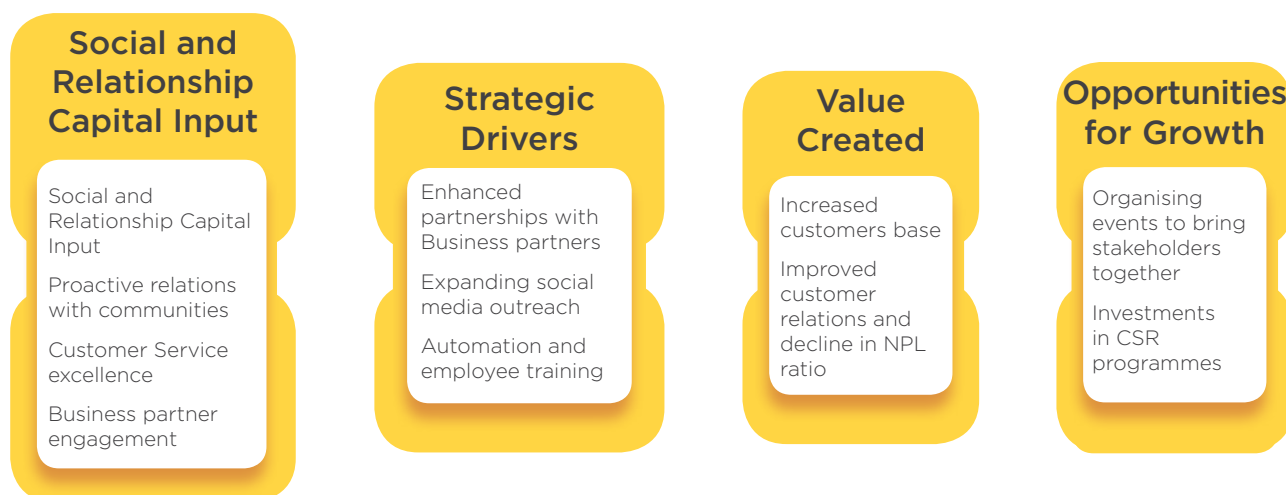 Social and
Relationship
Capital Input
Social and
Relationship Capital
Input
Proactive relations
with communities
Customer Service
excellence
Business partner
engagement
Strategic
Drivers
Enhanced
partnerships with
Business partners
Expanding social
media outreach
Automation and
employee training
Value
Created
Increased
customers base
Improved
customer
relations and
decline in NPL
ratio
Opportunities
for Growth
Organising
events to bring
stakeholders
together
Investments
in CSR
programmes